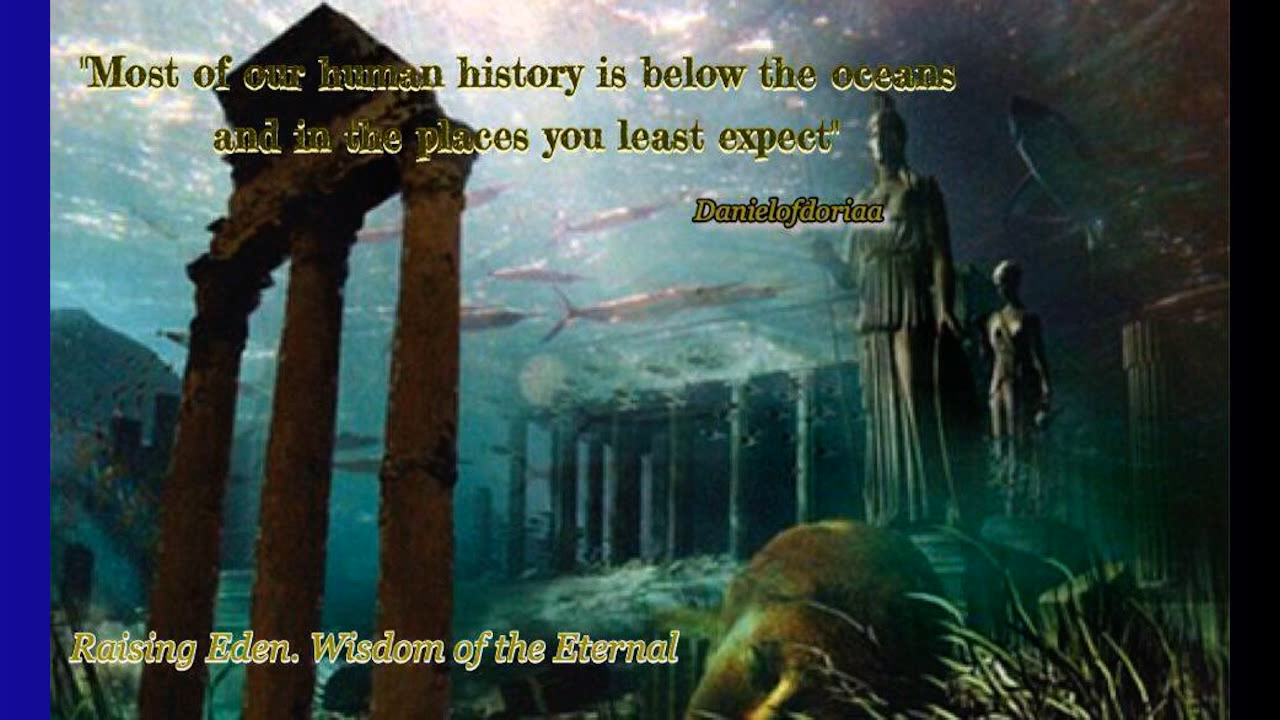 "Most of our human history is below the oceans
and in the places you least expect"
Danielofdoriaa
Raising Eden. Wisdom of the Eternal